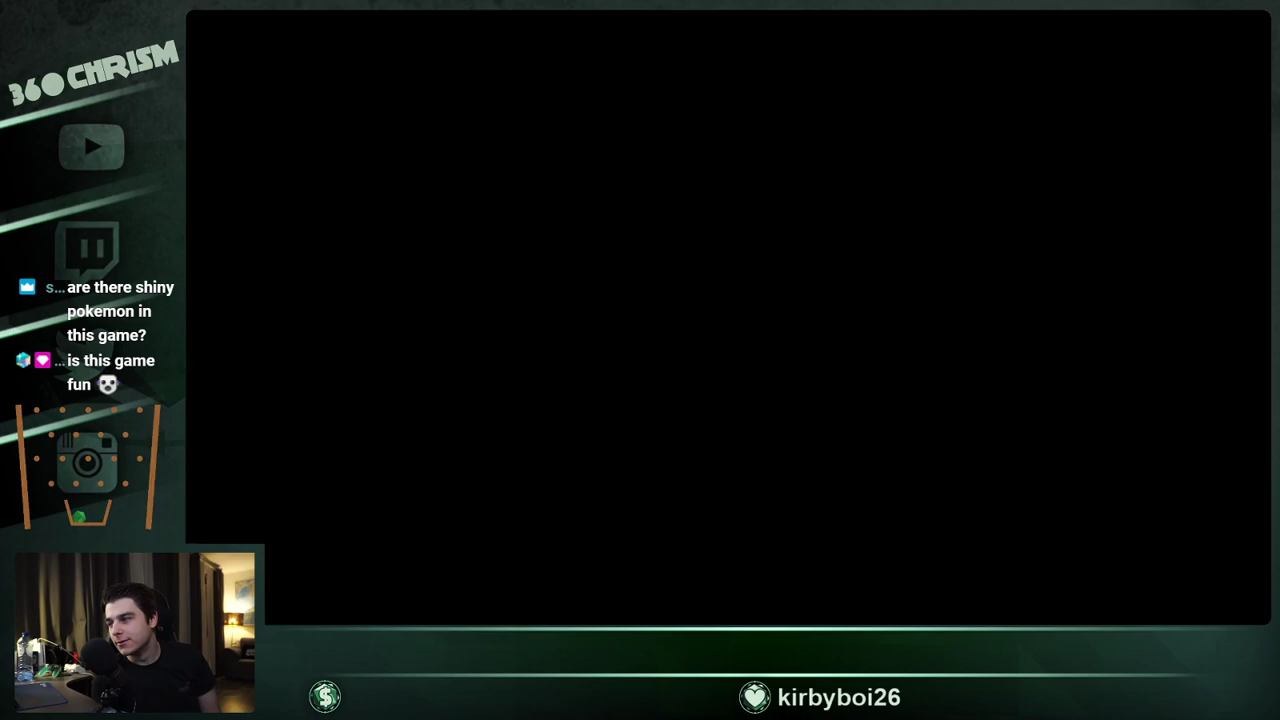 360 CHRISM
s... are there shiny
pokemon in
this game?
... is this game
fun
$
kirbyboi26